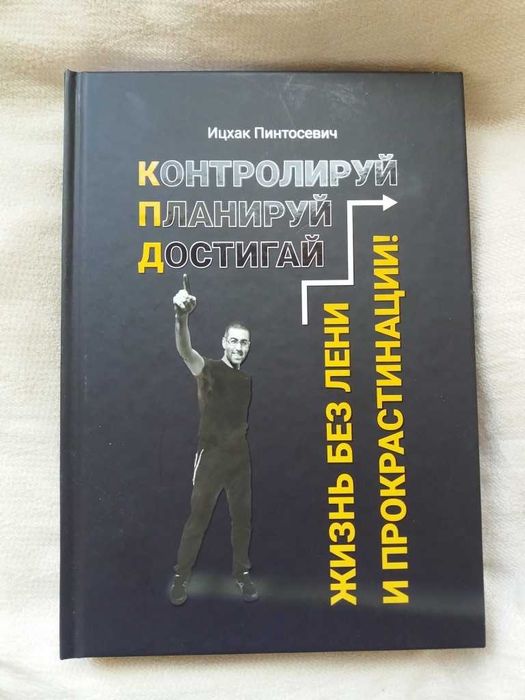 Ицхак Пинтосевич
КОНТРОЛИРУЙ
ПЛАНИРУЙ
ДОСТИГАЙ
ЖИЗНЬ БЕЗ ЛЕНИ
И ПРОКРАСТИНАЦИИ!